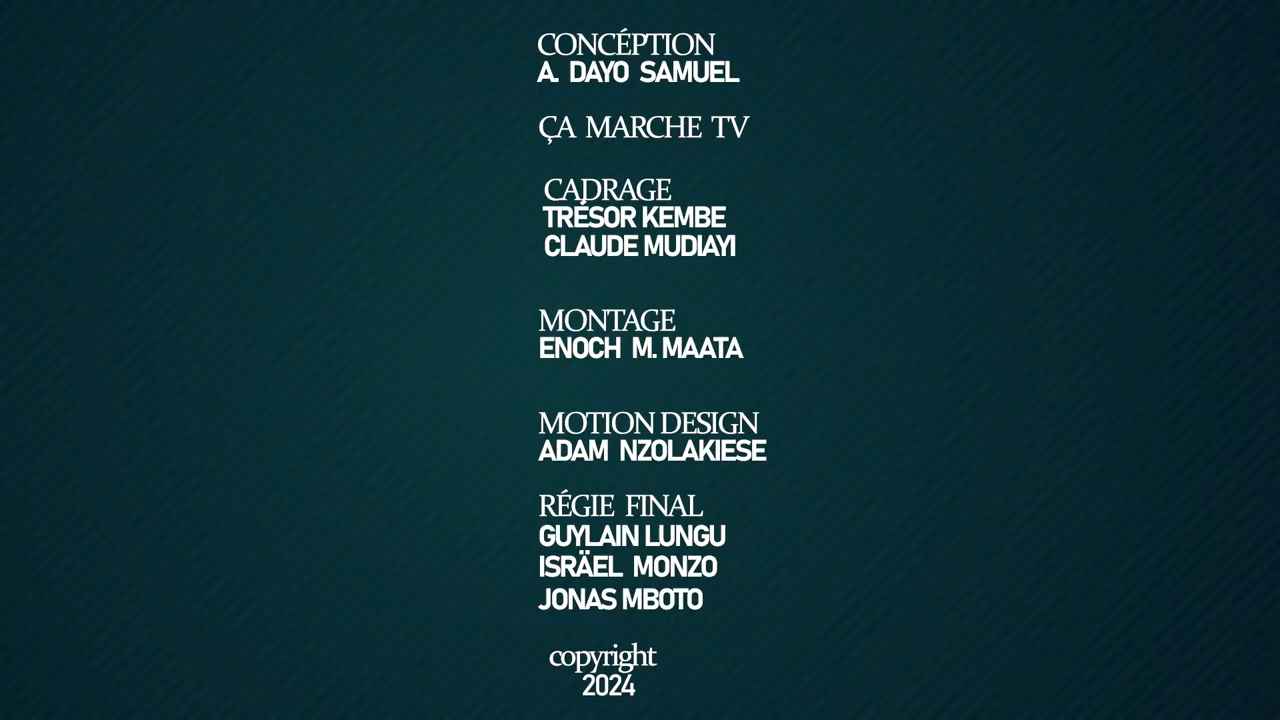 CONCÉPTION
A. DAYO SAMUEL
ÇA MARCHE TV
CADRAGE
TRÉSOR KEMBE
CLAUDE MUDIAYI
MONTAGE
ENOCH M. MAATA
MOTION DESIGN
ADAM NZOLAKIESE
RÉGIE FINAL
GUYLAIN LUNGU
ISRÄEL MONZO
JONAS MBOTO
copyright
2024